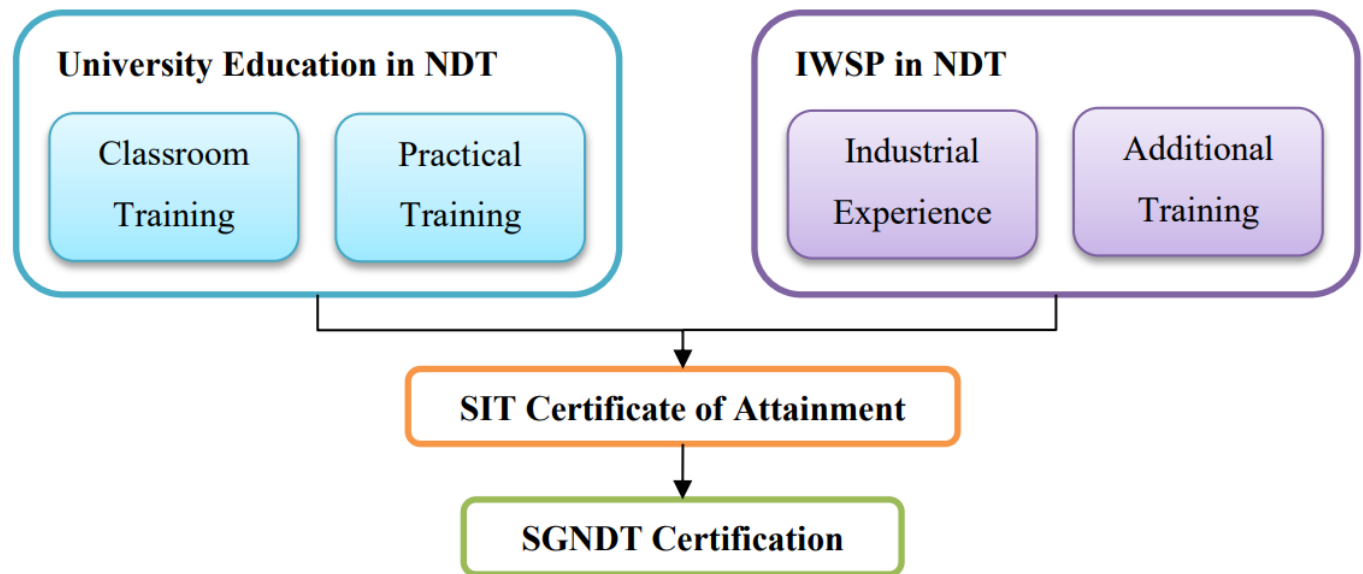 University Education in NDT
Classroom
Training
Practical
Training
IWSP in NDT
Industrial
Experience
Additional
Training
SIT Certificate of Attainment
SGNDT Certification